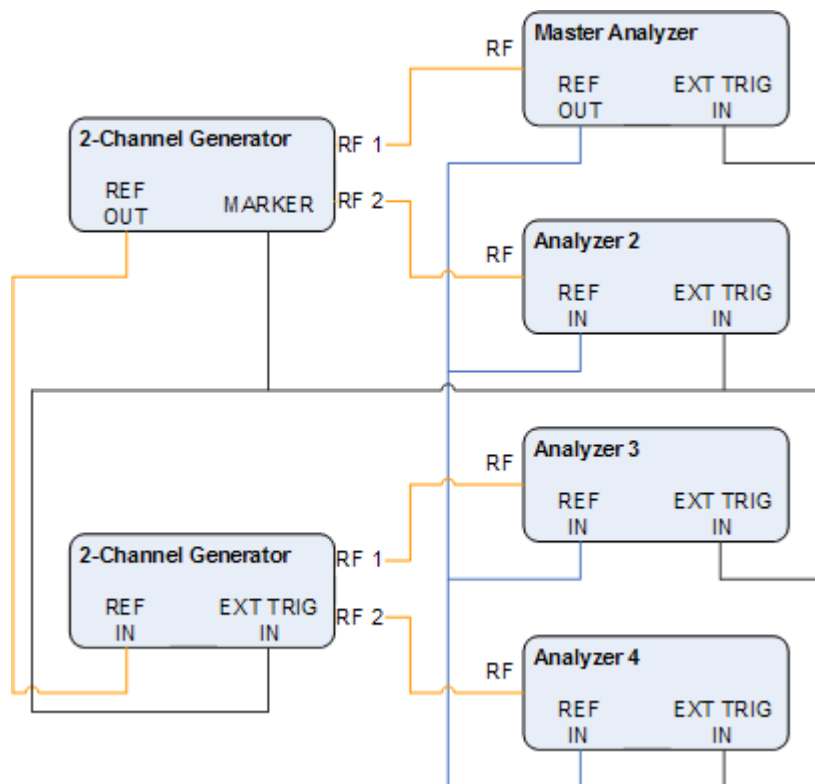 Master Analyzer
RF
REF
OUT
EXT TRIG
IN
2-Channel Generator
RF 1
REF
OUT
MARKER
RF 2
Analyzer 2
RF
REF
IN
EXT TRIG
IN
Analyzer 3
RF
REF
IN
EXT TRIG
IN
2-Channel Generator
RF 1
REF
IN
EXT TRIG
IN
RF 2
Analyzer 4
RF
REF
IN
EXT TRIG
IN